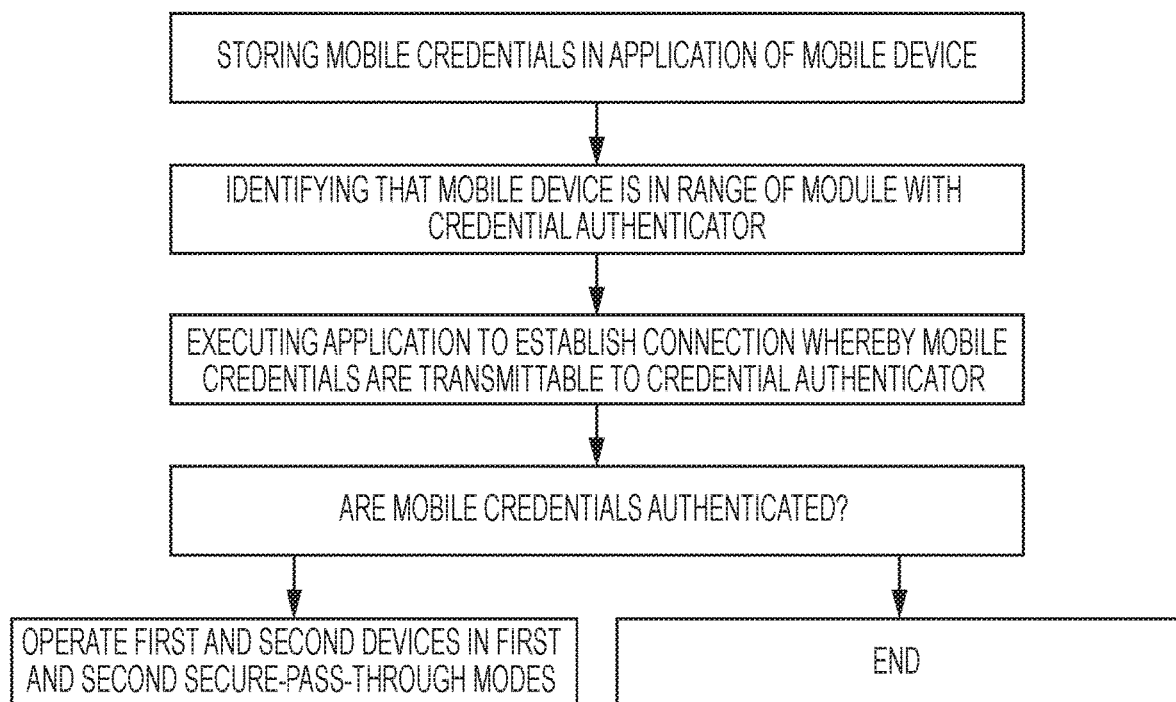 STORING MOBILE CREDENTIALS IN APPLICATION OF MOBILE DEVICE
IDENTIFYING THAT MOBILE DEVICE IS IN RANGE OF MODULE WITH
CREDENTIAL AUTHENTICATOR
EXECUTING APPLICATION TO ESTABLISH CONNECTION WHEREBY MOBILE
CREDENTIALS ARE TRANSMITTABLE TO CREDENTIAL AUTHENTICATOR
ARE MOBILE CREDENTIALS AUTHENTICATED?
OPERATE FIRST AND SECOND DEVICES IN FIRST
AND SECOND SECURE-PASS-THROUGH MODES
END